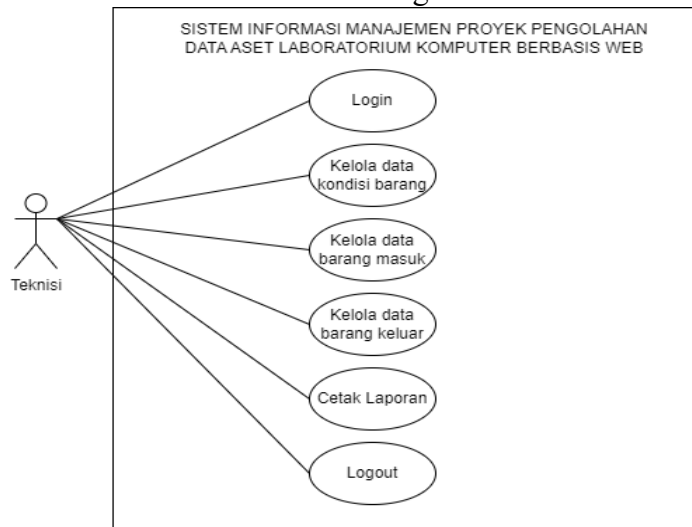 SISTEM INFORMASI MANAJEMEN PROYEK PENGOLAHAN
DATA ASET LABORATORIUM KOMPUTER BERBASIS WEB
Login
Kelola data
kondisi barang
Kelola data
barang masuk
Teknisi
Kelola data
barang keluar
Cetak Laporan
Logout